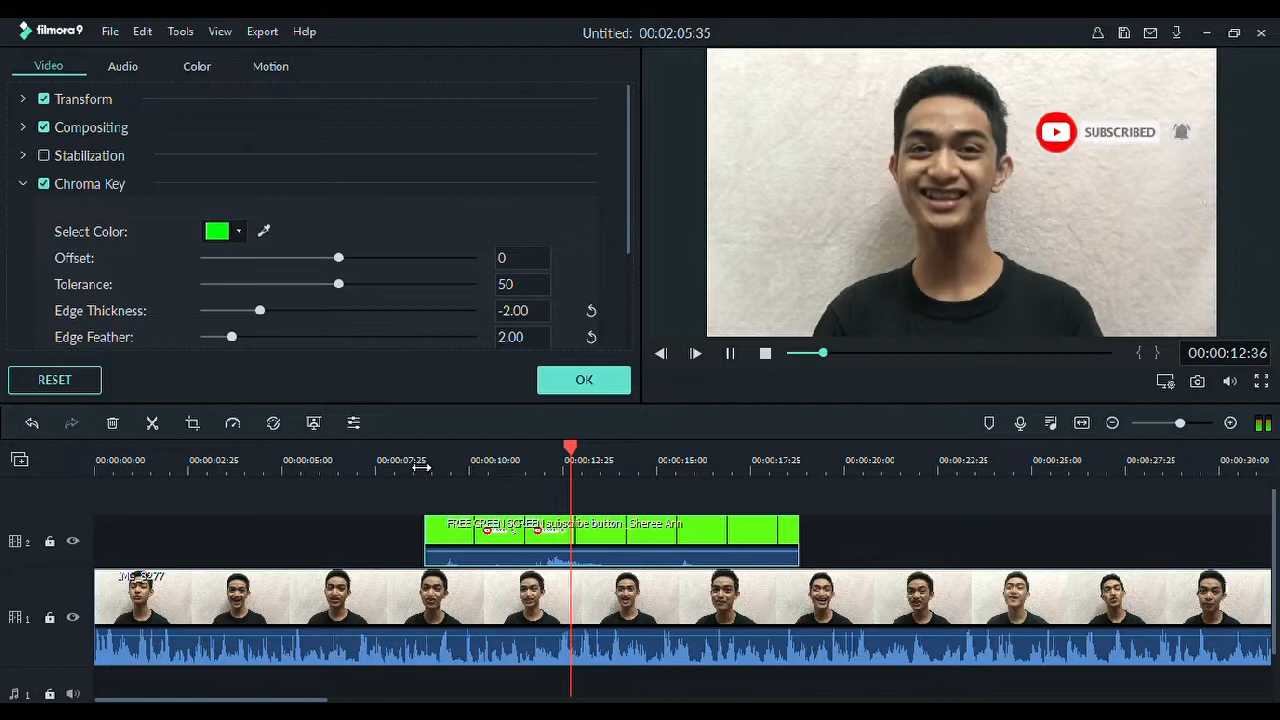 filmora9 File Edit Tools View Export Help Untitled: 00:02:05:35
Video Audio Color Motion
Transform
Compositing
Stabilization
Chroma Key
Select Color:
Offset: 0
Tolerance: 50
Edge Thickness: -2.00
Edge Feather: 2.00
RESET OK
SUBSCRIBED
00:00:12:36
00:00:00:00 00:00:02:25 00:00:05:00 00:00:07:25 00:00:10:00 00:00:12:25 00:00:15:00 00:00:17:25 00:00:20:00 00:00:22:25 00:00:25:00 00:00:27:25 00:00:30:00
FREE GREEN SCREEN subscribe button | Sheree Ann
2
IMG_6277
1
1